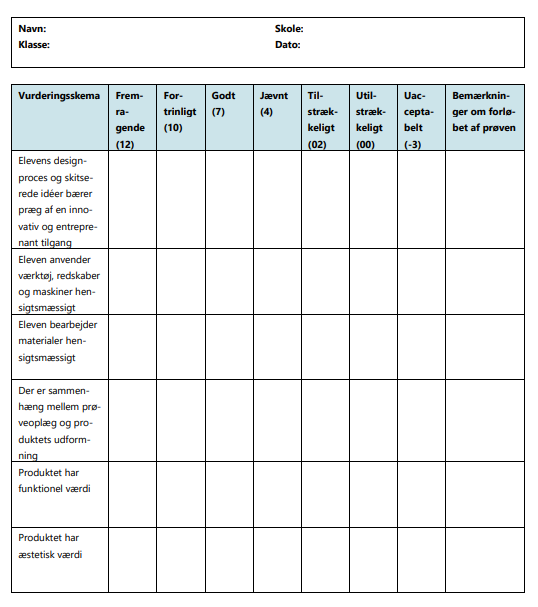 Navn: Skole:
Klasse: Dato:
Vurderingsskema
Frem-
ra-
gende
(12)
For-
trinligt
(10)
Godt
(7)
Jævnt
(4)
Til-
stræk-
keligt
(02)
Util-
stræk-
keligt
(00)
Uac-
cepta-
belt
(-3)
Bemærknin-
ger om forlø-
bet af prøven
Elevens design-
proces og skitse-
rede idéer bærer
præg af en inno-
vativ og entrepre-
nant tilgang
Eleven anvender
værktøj, redskaber
og maskiner hen-
sigtsmæssigt
Eleven bearbejder
materialer hen-
sigtsmæssigt
Der er sammen-
hæng mellem prø-
veoplæg og pro-
duktets udform-
ning
Produktet har
funktionel værdi
Produktet har
æstetisk værdi